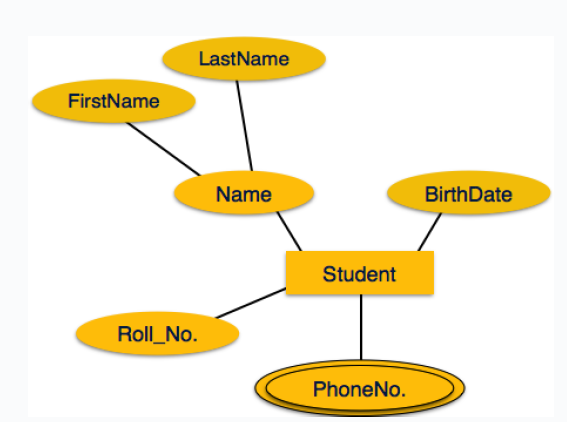 LastName
FirstName
Name
BirthDate
Student
Roll_No.
PhoneNo.